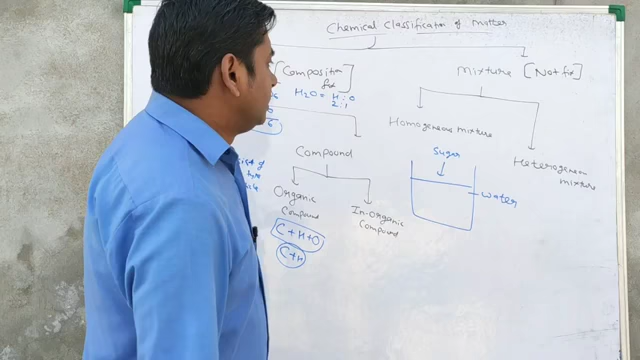 Chemical Classification of matter
[Composition
fix]
H2O = H : O
2 : 1
6
Mixture [Not fix]
Homogeneous mixture
Heterogeneous
mixture
Compound
Organic
Compound
In-Organic
Compound
C + H + O
C + H
Sugar
water